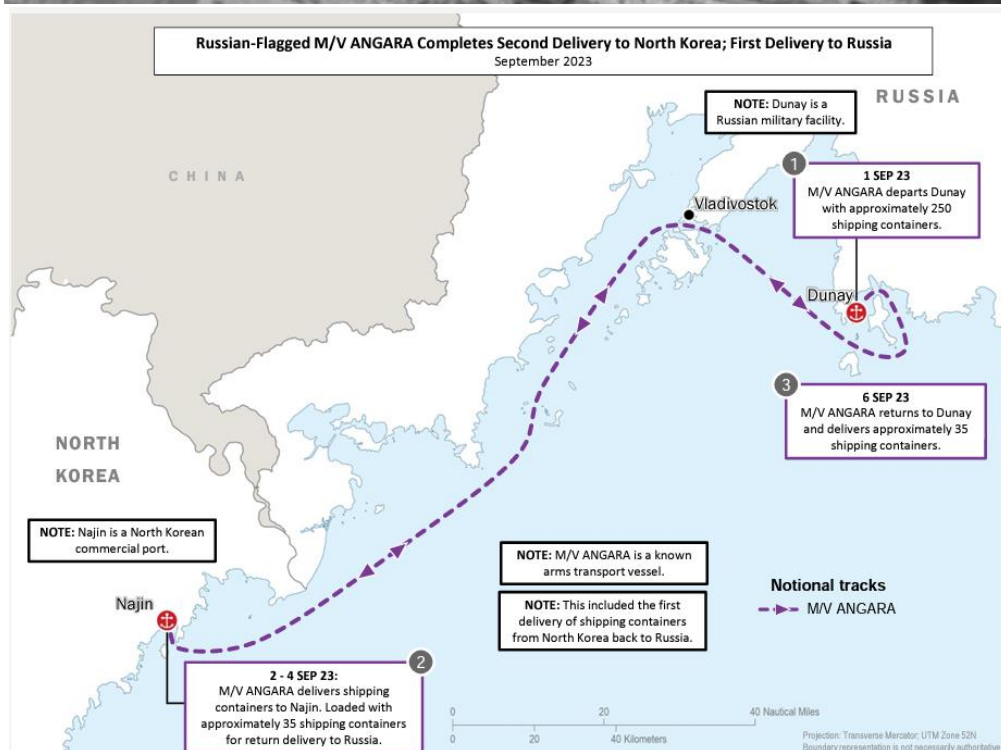 Russian-Flagged M/V ANGARA Completes Second Delivery to North Korea; First Delivery to Russia
September 2023
NOTE: Dunay is a
Russian military facility.
RUSSIA
CHINA
1
1 SEP 23
M/V ANGARA departs Dunay
with approximately 250
shipping containers.
Vladivostok
Dunay
3
6 SEP 23
M/V ANGARA returns to Dunay
and delivers approximately 35
shipping containers.
NORTH
KOREA
NOTE: Najin is a North Korean
commercial port.
NOTE: M/V ANGARA is a known
arms transport vessel.
NOTE: This included the first
delivery of shipping containers
from North Korea back to Russia.
Notional tracks
M/V ANGARA
Najin
2
2 - 4 SEP 23:
M/V ANGARA delivers shipping
containers to Najin. Loaded with
approximately 35 shipping containers
for return delivery to Russia.
0 20 40 Nautical Miles
0 20 40 Kilometers
Projection: Transverse Mercator; UTM Zone 52N
Boundary representation is not necessarily authoritative